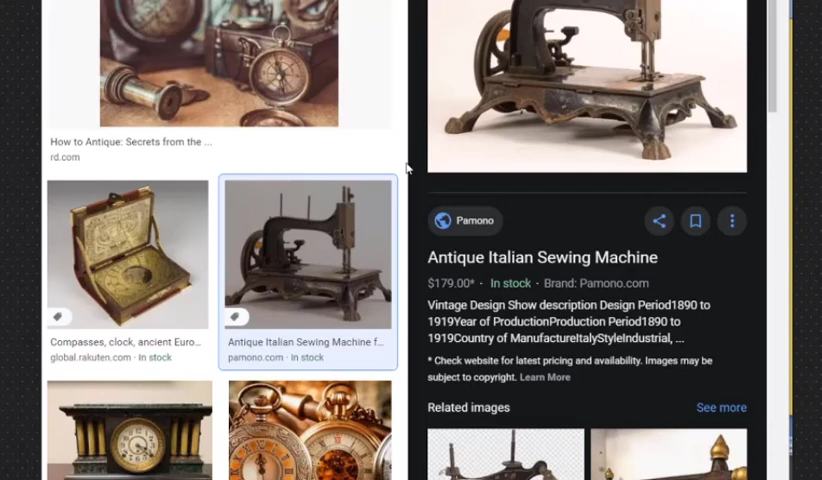 How to Antique: Secrets from the ...
rd.com
Compasses, clock, ancient Euro...
global.rakuten.com · In stock
Antique Italian Sewing Machine f...
pamono.com · In stock
Pamono
Antique Italian Sewing Machine
$179.00* · In stock · Brand: Pamono.com
Vintage Design Show description Design Period1890 to
1919Year of ProductionProduction Period1890 to
1919Country of ManufactureItalyStyleIndustrial, ...
* Check website for latest pricing and availability. Images may be
subject to copyright. Learn More
Related images
See more